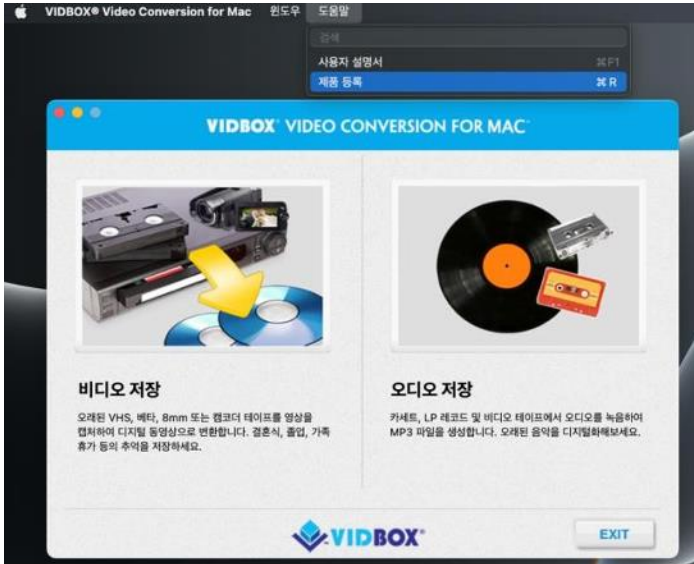 VIDBOX® Video Conversion for Mac 윈도우 도움말
검색
사용자 설명서 ⌘F1
제품 등록 ⌘R
VIDBOX® VIDEO CONVERSION FOR MAC™
비디오 저장
오래된 VHS, 베타, 8mm 또는 캠코더 테이프를 영상을
캡처하여 디지털 동영상으로 변환합니다. 결혼식, 졸업, 가족
휴가 등의 추억을 저장하세요.
오디오 저장
카세트, LP 레코드 및 비디오 테이프에서 오디오를 녹음하여
MP3 파일을 생성합니다. 오래된 음악을 디지털화해보세요.
VIDBOX®
EXIT